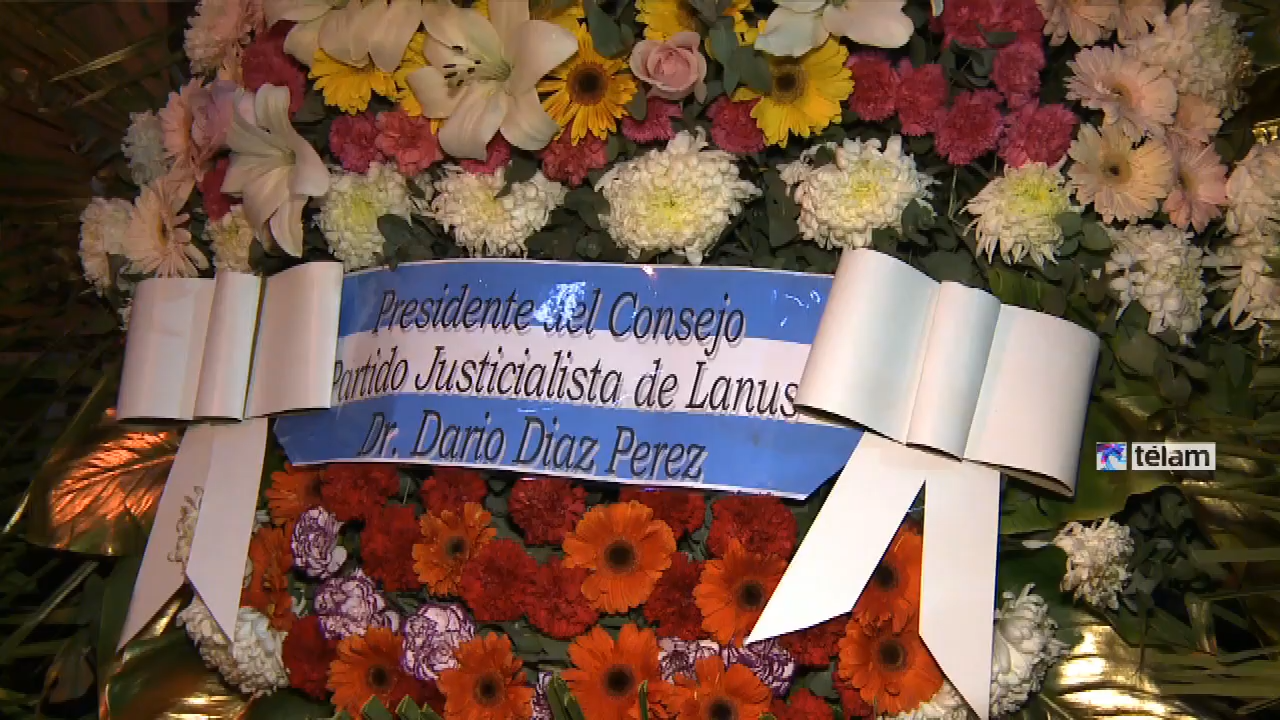 Presidente del Consejo
Partido Justicialista de Lanus
Dr. Dario Diaz Perez
télam